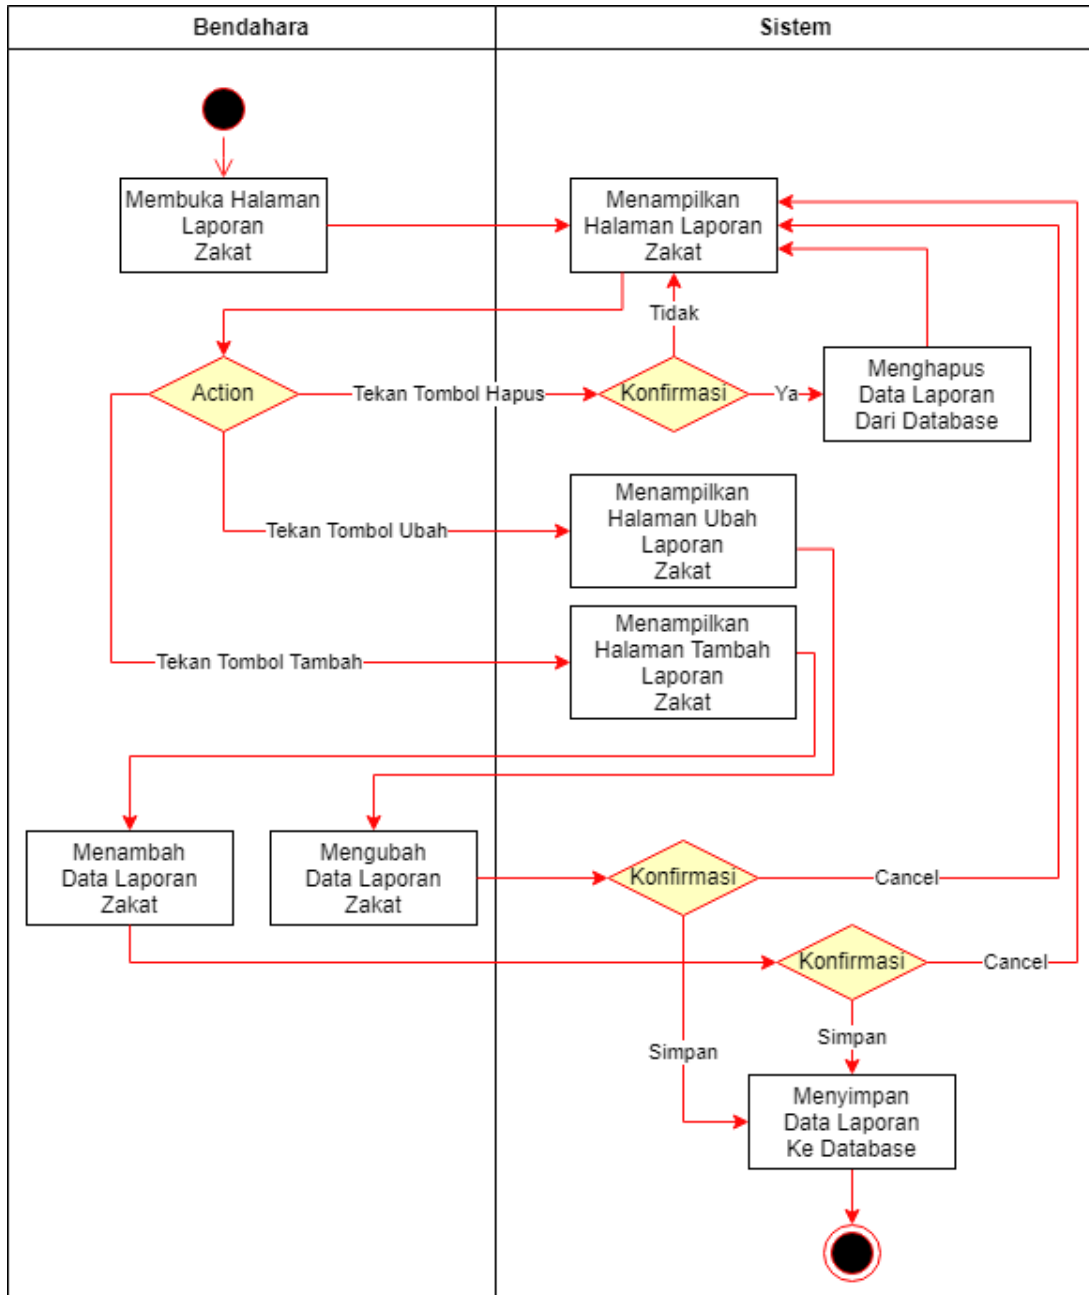 Bendahara
Sistem
Membuka Halaman
Laporan
Zakat
Menampilkan
Halaman Laporan
Zakat
Tidak
Action
Tekan Tombol Hapus
Konfirmasi
Ya
Menghapus
Data Laporan
Dari Database
Tekan Tombol Ubah
Menampilkan
Halaman Ubah
Laporan
Zakat
Tekan Tombol Tambah
Menampilkan
Halaman Tambah
Laporan
Zakat
Menambah
Data Laporan
Zakat
Mengubah
Data Laporan
Zakat
Konfirmasi
Cancel
Konfirmasi
Cancel
Simpan
Simpan
Menyimpan
Data Laporan
Ke Database